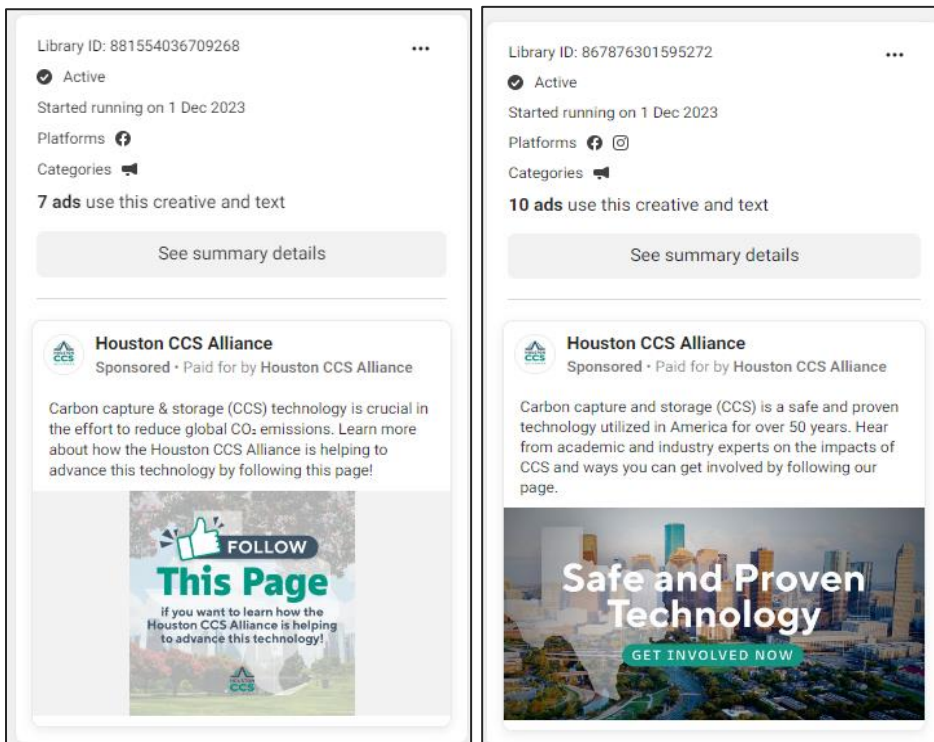 Library ID: 881554036709268
Active
Started running on 1 Dec 2023
Platforms
Categories
7 ads use this creative and text
See summary details
HOUSTON
CCS
Houston CCS Alliance
Sponsored • Paid for by Houston CCS Alliance
Carbon capture & storage (CCS) technology is crucial in
the effort to reduce global CO₂ emissions. Learn more
about how the Houston CCS Alliance is helping to
advance this technology by following this page!
FOLLOW
This Page
if you want to learn how the
Houston CCS Alliance is helping
to advance this technology!
HOUSTON
CCS
Library ID: 867876301595272
Active
Started running on 1 Dec 2023
Platforms
Categories
10 ads use this creative and text
See summary details
HOUSTON
CCS
Houston CCS Alliance
Sponsored • Paid for by Houston CCS Alliance
Carbon capture and storage (CCS) is a safe and proven
technology utilized in America for over 50 years. Hear
from academic and industry experts on the impacts of
CCS and ways you can get involved by following our
page.
Safe and Proven
Technology
GET INVOLVED NOW